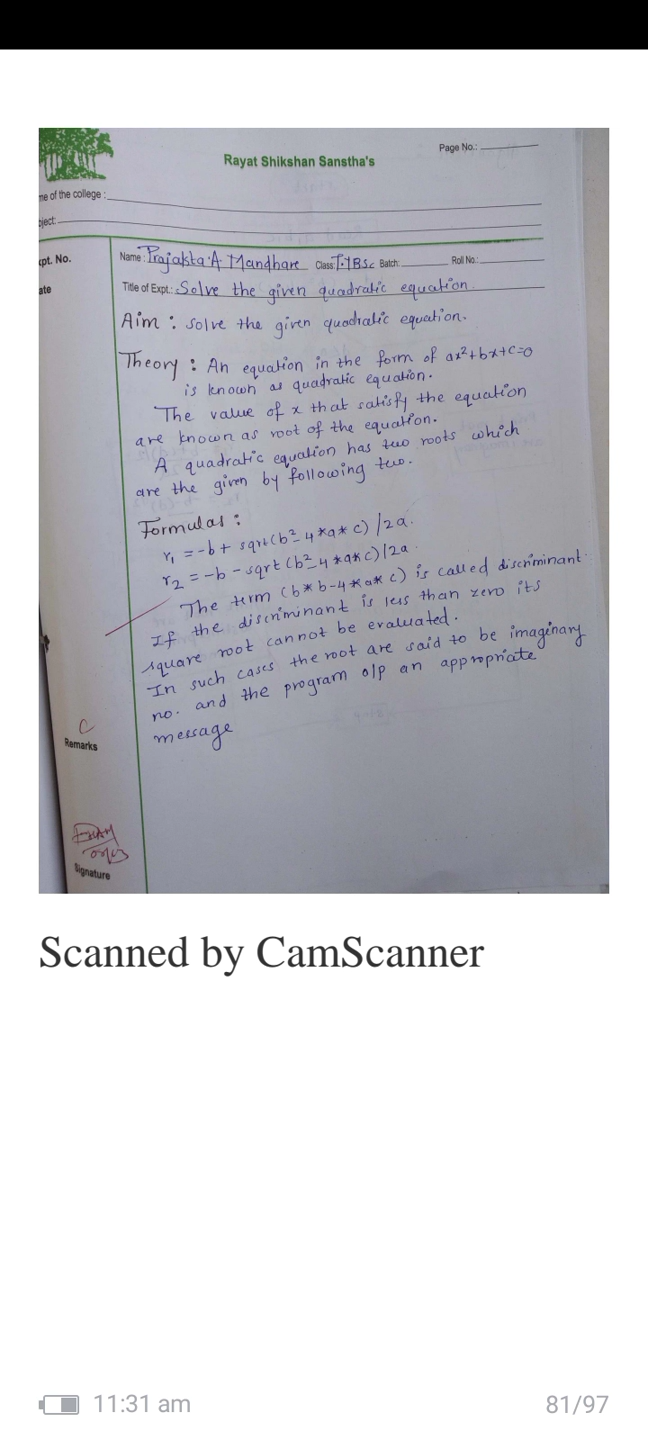 Rayat Shikshan Sanstha's
Page No.:
ne of the college :
ject:
xpt. No.
Name : Prajakta A Mandhare Class: Batch: Roll No.:
ate
Title of Expt.: Solve the given quadratic equation.
Aim : solve the given quadratic equation.
Theory : An equation in the form of ax²+bx+c=0
is known as quadratic equation.
The value of x that satisfy the equation
are known as root of the equation.
A quadratic equation has two roots which
are the given by following two.
Formulas :
r₁ = -b + sqrt(b²-4*a*c)/2a.
r₂ = -b - sqrt(b²-4*a*c)/2a.
The term (b*b-4*a*c) is called discriminant.
If the discriminant is less than zero its
square root cannot be evaluated.
In such cases the root are said to be imaginary
no. and the program o/p an appropriate
message
C
Remarks
Signature
Scanned by CamScanner
11:31 am
81/97